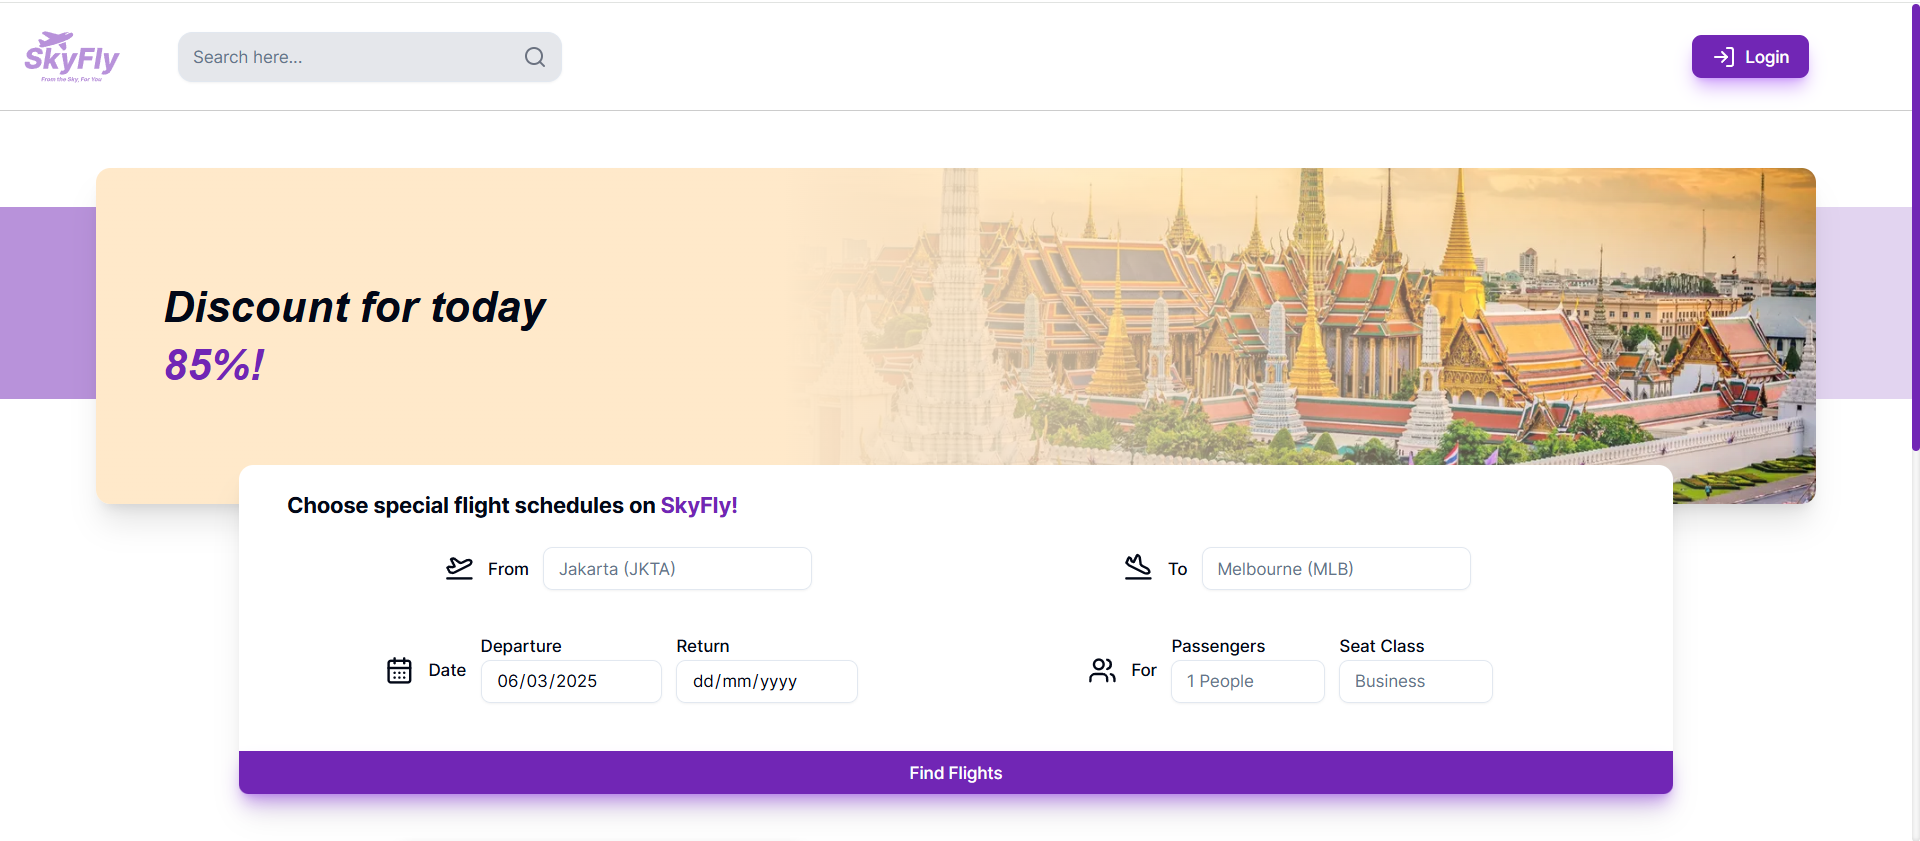 SkyFly
From the Sky, For You
Search here...
Login
Discount for today
85%!
Choose special flight schedules on SkyFly!
From Jakarta (JKTA)
To Melbourne (MLB)
Date
Departure
06/03/2025
Return
dd/mm/yyyy
For
Passengers
1 People
Seat Class
Business
Find Flights